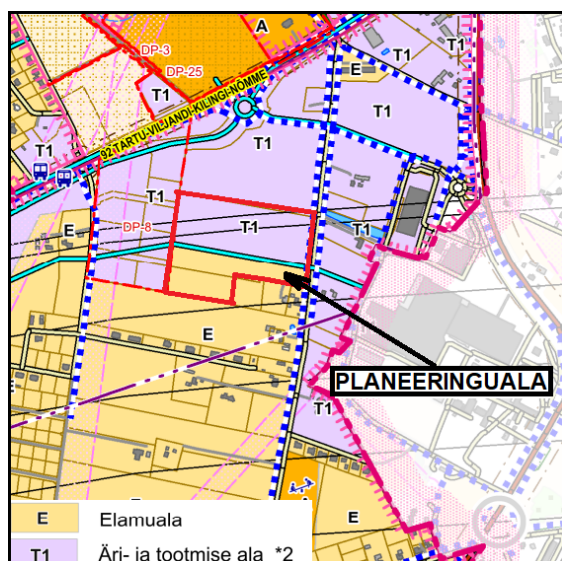 A
T1
T1
DP-3
E
DP-25
T1
T1
92 TARTU-VILJANDI-KILINGI-NÕMME
T1
T1
T1
T1
DP-8
E
T1
E
E
PLANEERINGUALA
T1
E
E
E
E Elamuala
T1 Äri- ja tootmise ala *2